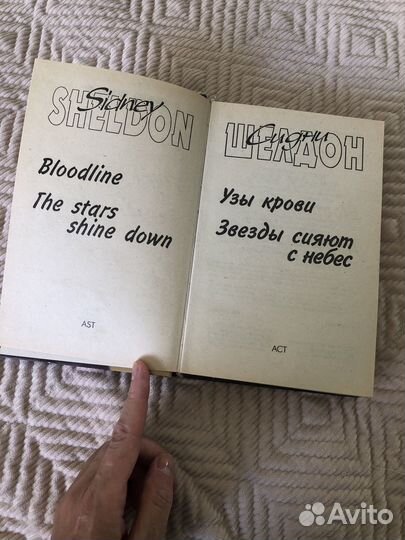 Sidney
SHELDON
Bloodline
The stars
shine down
AST
Сидни
ШЕЛДОН
Узы крови
Звезды сияют
с небес
АСТ
Avito